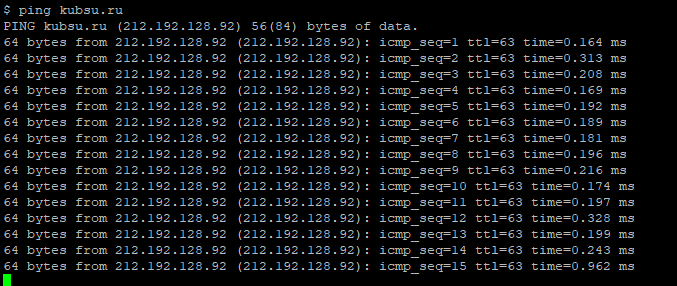 $ ping kubsu.ru
PING kubsu.ru (212.192.128.92) 56(84) bytes of data.
64 bytes from 212.192.128.92 (212.192.128.92): icmp_seq=1 ttl=63 time=0.164 ms
64 bytes from 212.192.128.92 (212.192.128.92): icmp_seq=2 ttl=63 time=0.313 ms
64 bytes from 212.192.128.92 (212.192.128.92): icmp_seq=3 ttl=63 time=0.208 ms
64 bytes from 212.192.128.92 (212.192.128.92): icmp_seq=4 ttl=63 time=0.169 ms
64 bytes from 212.192.128.92 (212.192.128.92): icmp_seq=5 ttl=63 time=0.192 ms
64 bytes from 212.192.128.92 (212.192.128.92): icmp_seq=6 ttl=63 time=0.189 ms
64 bytes from 212.192.128.92 (212.192.128.92): icmp_seq=7 ttl=63 time=0.181 ms
64 bytes from 212.192.128.92 (212.192.128.92): icmp_seq=8 ttl=63 time=0.196 ms
64 bytes from 212.192.128.92 (212.192.128.92): icmp_seq=9 ttl=63 time=0.216 ms
64 bytes from 212.192.128.92 (212.192.128.92): icmp_seq=10 ttl=63 time=0.174 ms
64 bytes from 212.192.128.92 (212.192.128.92): icmp_seq=11 ttl=63 time=0.197 ms
64 bytes from 212.192.128.92 (212.192.128.92): icmp_seq=12 ttl=63 time=0.328 ms
64 bytes from 212.192.128.92 (212.192.128.92): icmp_seq=13 ttl=63 time=0.199 ms
64 bytes from 212.192.128.92 (212.192.128.92): icmp_seq=14 ttl=63 time=0.243 ms
64 bytes from 212.192.128.92 (212.192.128.92): icmp_seq=15 ttl=63 time=0.962 ms